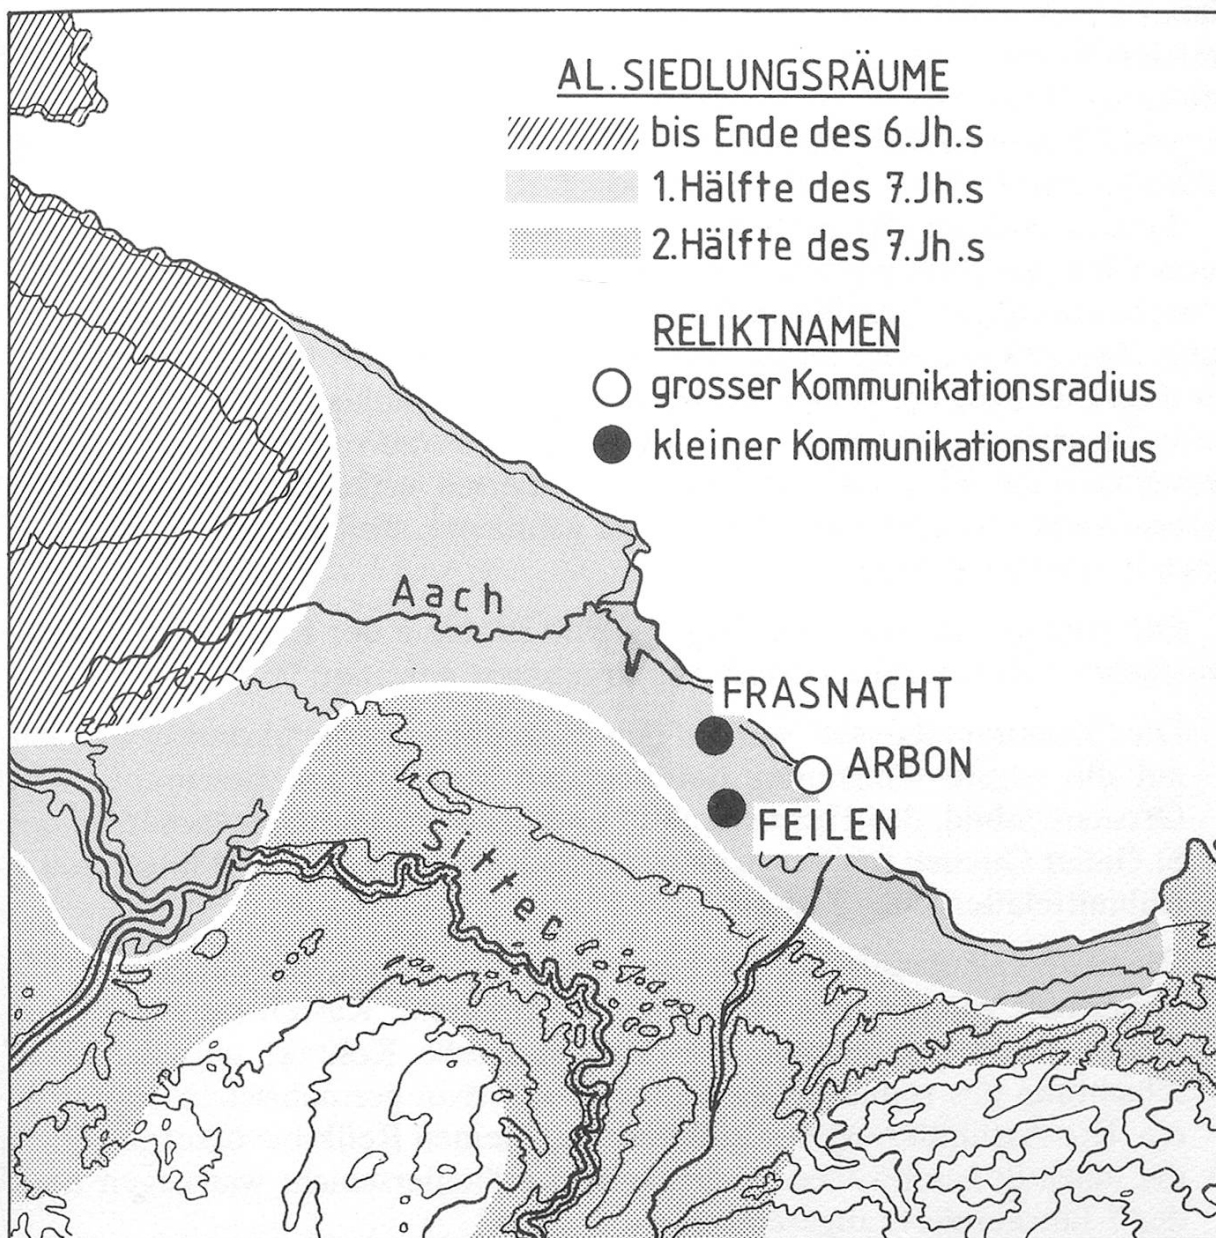 AL. SIEDLUNGSRÄUME
bis Ende des 6.Jh.s
1.Hälfte des 7.Jh.s
2.Hälfte des 7.Jh.s
RELIKTNAMEN
grosser Kommunikationsradius
kleiner Kommunikationsradius
Aach
FRASNACHT
ARBON
FEILEN
Sitter